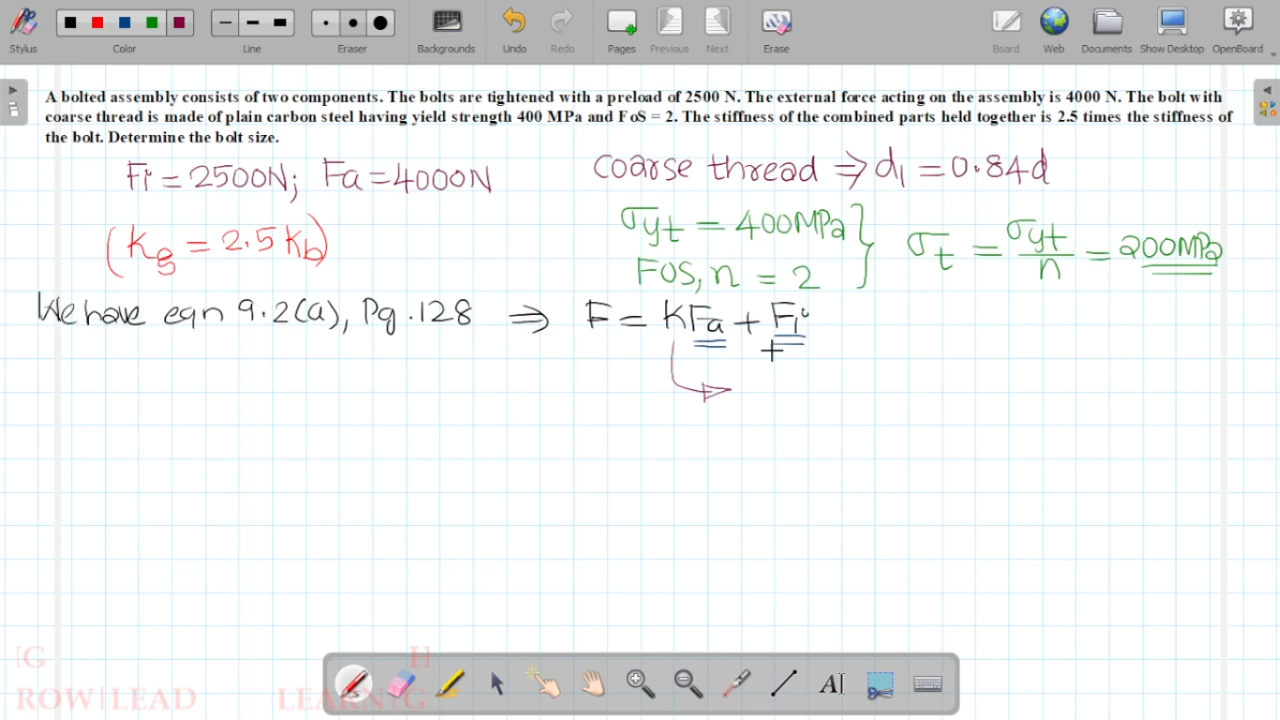 Stylus Color Line Eraser Backgrounds Undo Redo Pages Previous Next Erase Board Web Documents Show Desktop OpenBoard
A bolted assembly consists of two components. The bolts are tightened with a preload of 2500 N. The external force acting on the assembly is 4000 N. The bolt with
coarse thread is made of plain carbon steel having yield strength 400 MPa and FoS = 2. The stiffness of the combined parts held together is 2.5 times the stiffness of
the bolt. Determine the bolt size.
Fi = 2500N; Fa = 4000N
Coarse thread ⇒ d1 = 0.84d
(Kg = 2.5 Kb)
σyt = 400MPa
FOS, n = 2
} σt = σyt/n = 200MPa
We have eqn 9.2(a), Pg.128 ⇒ F = KFa + Fi
ROW LEAD LEARN G
AI